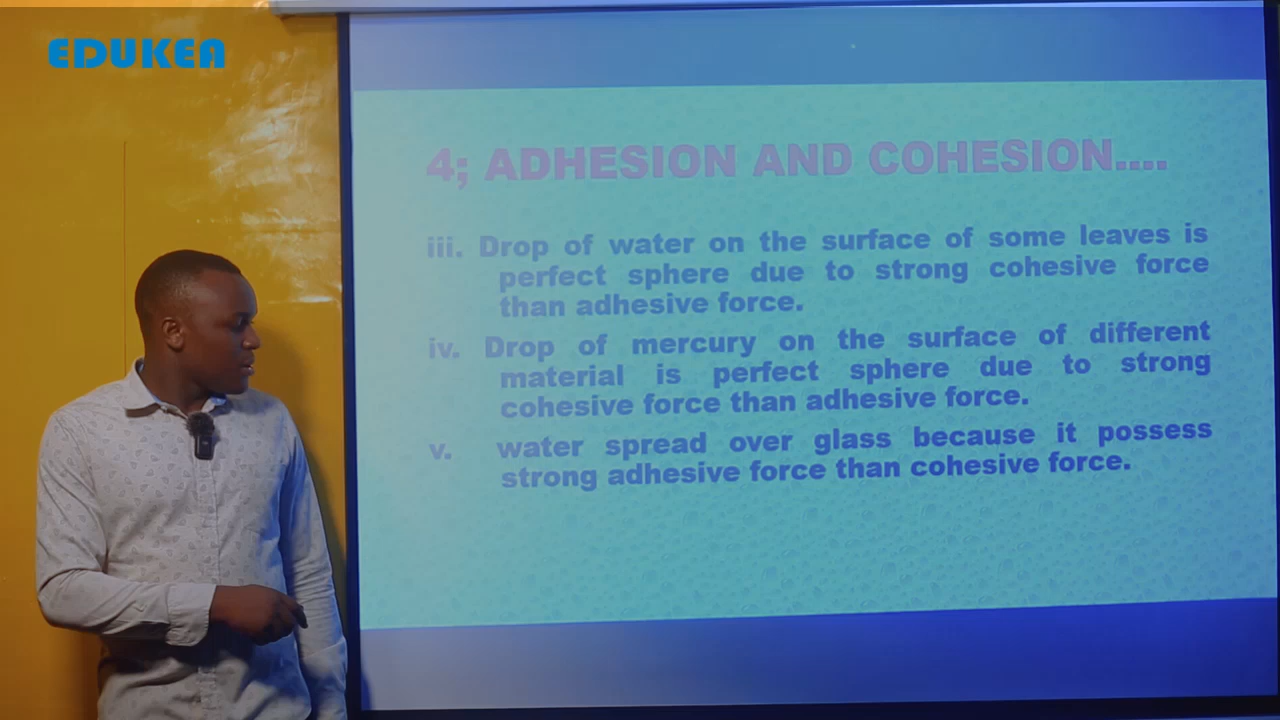 EDUKEA
4; ADHESION AND COHESION....
iii. Drop of water on the surface of some leaves is
perfect sphere due to strong cohesive force
than adhesive force.
iv. Drop of mercury on the surface of different
material is perfect sphere due to strong
cohesive force than adhesive force.
v. water spread over glass because it possess
strong adhesive force than cohesive force.